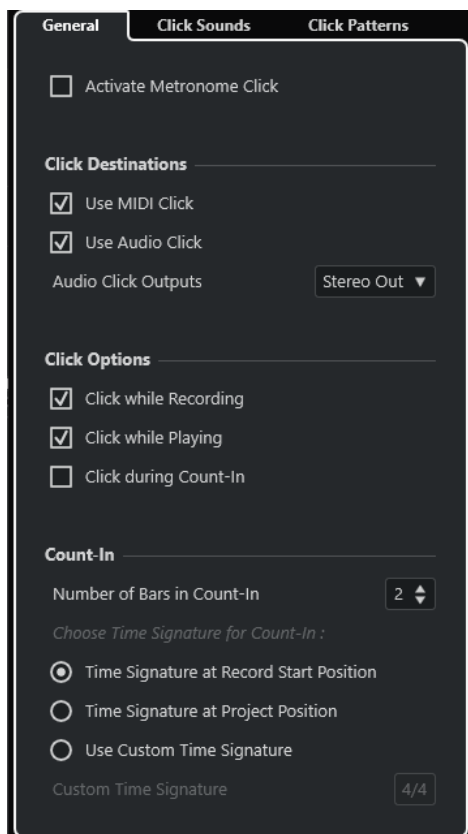 General Click Sounds Click Patterns
Activate Metronome Click
Click Destinations
Use MIDI Click
Use Audio Click
Audio Click Outputs Stereo Out
Click Options
Click while Recording
Click while Playing
Click during Count-In
Count-In
Number of Bars in Count-In 2
Choose Time Signature for Count-In :
Time Signature at Record Start Position
Time Signature at Project Position
Use Custom Time Signature
Custom Time Signature 4/4